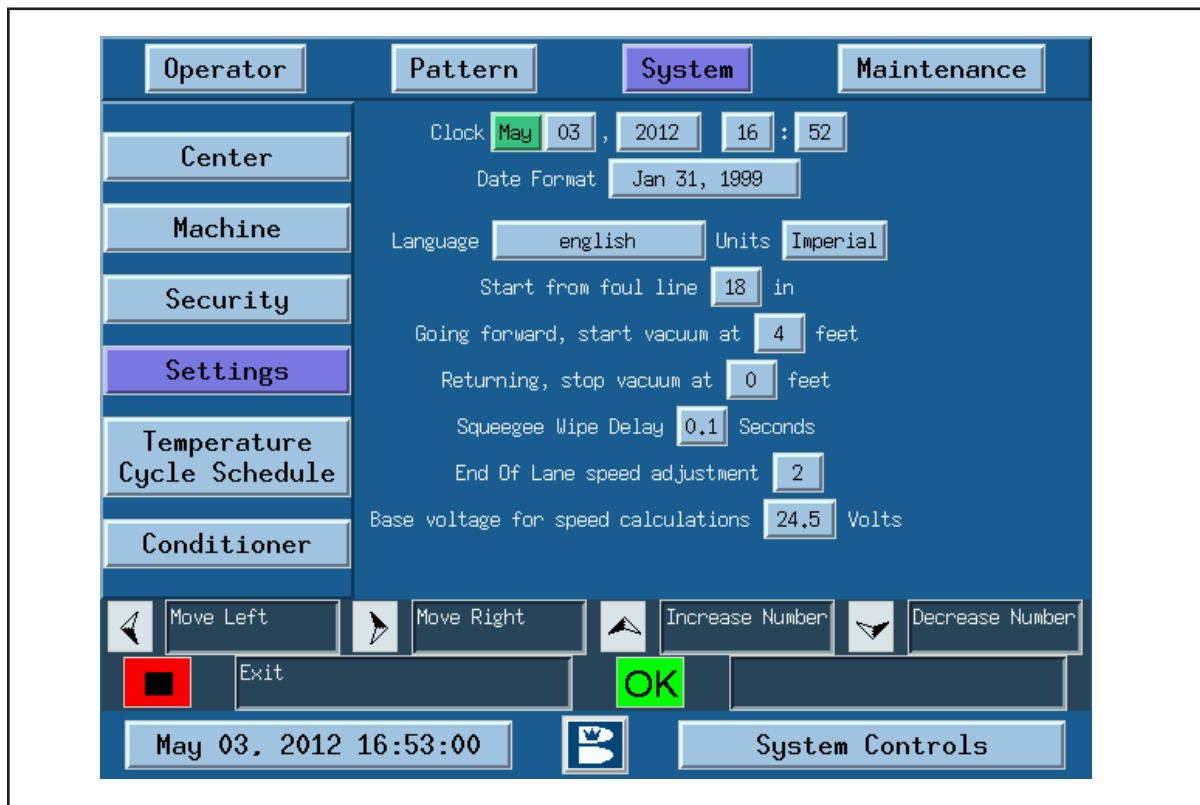 Operator Pattern System Maintenance
Center
Machine
Security
Settings
Temperature
Cycle Schedule
Conditioner
Clock May 03 , 2012 16 : 52
Date Format Jan 31, 1999
Language english Units Imperial
Start from foul line 18 in
Going forward, start vacuum at 4 feet
Returning, stop vacuum at 0 feet
Squeegee Wipe Delay 0.1 Seconds
End Of Lane speed adjustment 2
Base voltage for speed calculations 24.5 Volts
Move Left Move Right Increase Number Decrease Number
Exit OK
May 03, 2012 16:53:00 B System Controls